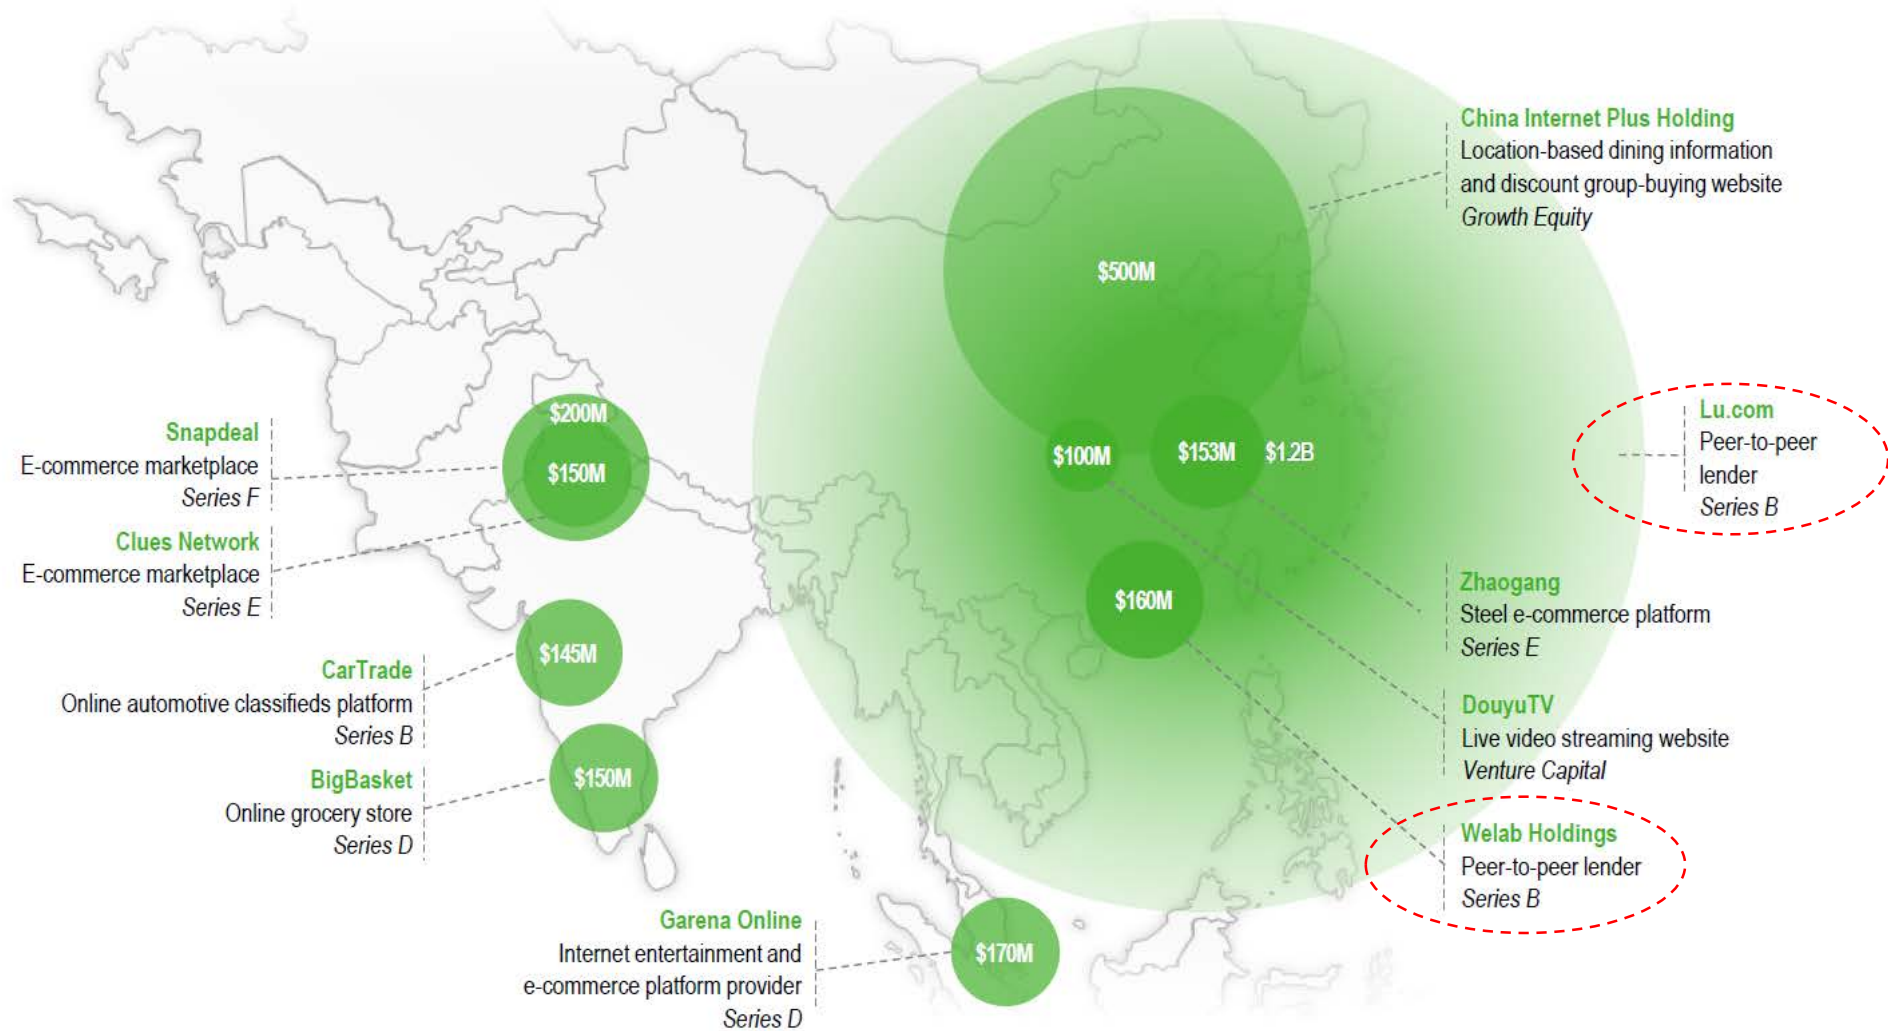 China Internet Plus Holding
Location-based dining information
and discount group-buying website
Growth Equity
$500M
Lu.com
Peer-to-peer
lender
Series B
$200M
$150M
Snapdeal
E-commerce marketplace
Series F
$100M
$153M
$1.2B
Clues Network
E-commerce marketplace
Series E
Zhaogang
Steel e-commerce platform
Series E
$160M
CarTrade
Online automotive classifieds platform
Series B
$145M
DouyuTV
Live video streaming website
Venture Capital
BigBasket
Online grocery store
Series D
$150M
Welab Holdings
Peer-to-peer lender
Series B
Garena Online
Internet entertainment and
e-commerce platform provider
Series D
$170M